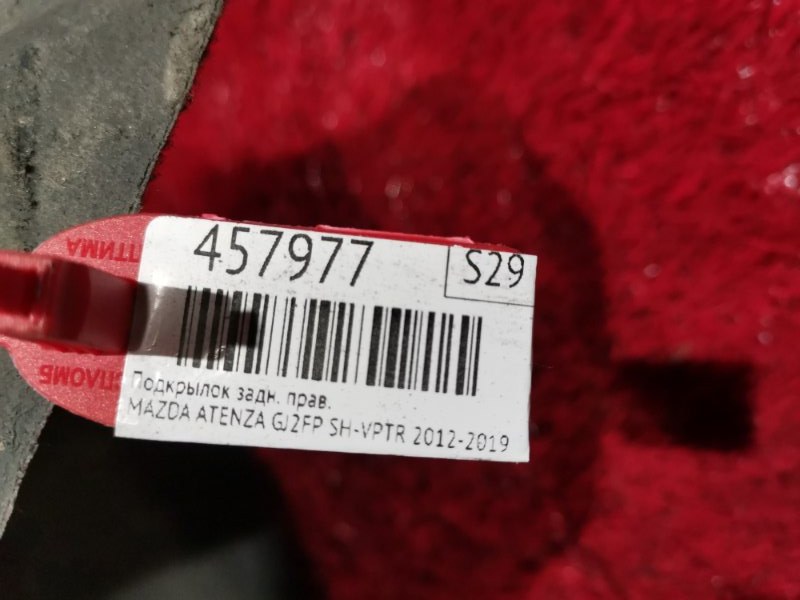 457977
S29
Подкрылок задн. прав.
MAZDA ATENZA GJ2FP SH-VPTR 2012-2019